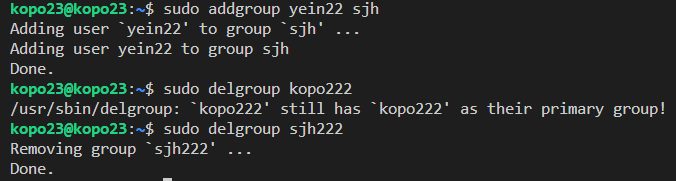 kopo23@kopo23:~$ sudo addgroup yein22 sjh
Adding user `yein22' to group `sjh' ...
Adding user yein22 to group sjh
Done.
kopo23@kopo23:~$ sudo delgroup kopo222
/usr/sbin/delgroup: `kopo222' still has `kopo222' as their primary group!
kopo23@kopo23:~$ sudo delgroup sjh222
Removing group `sjh222' ...
Done.